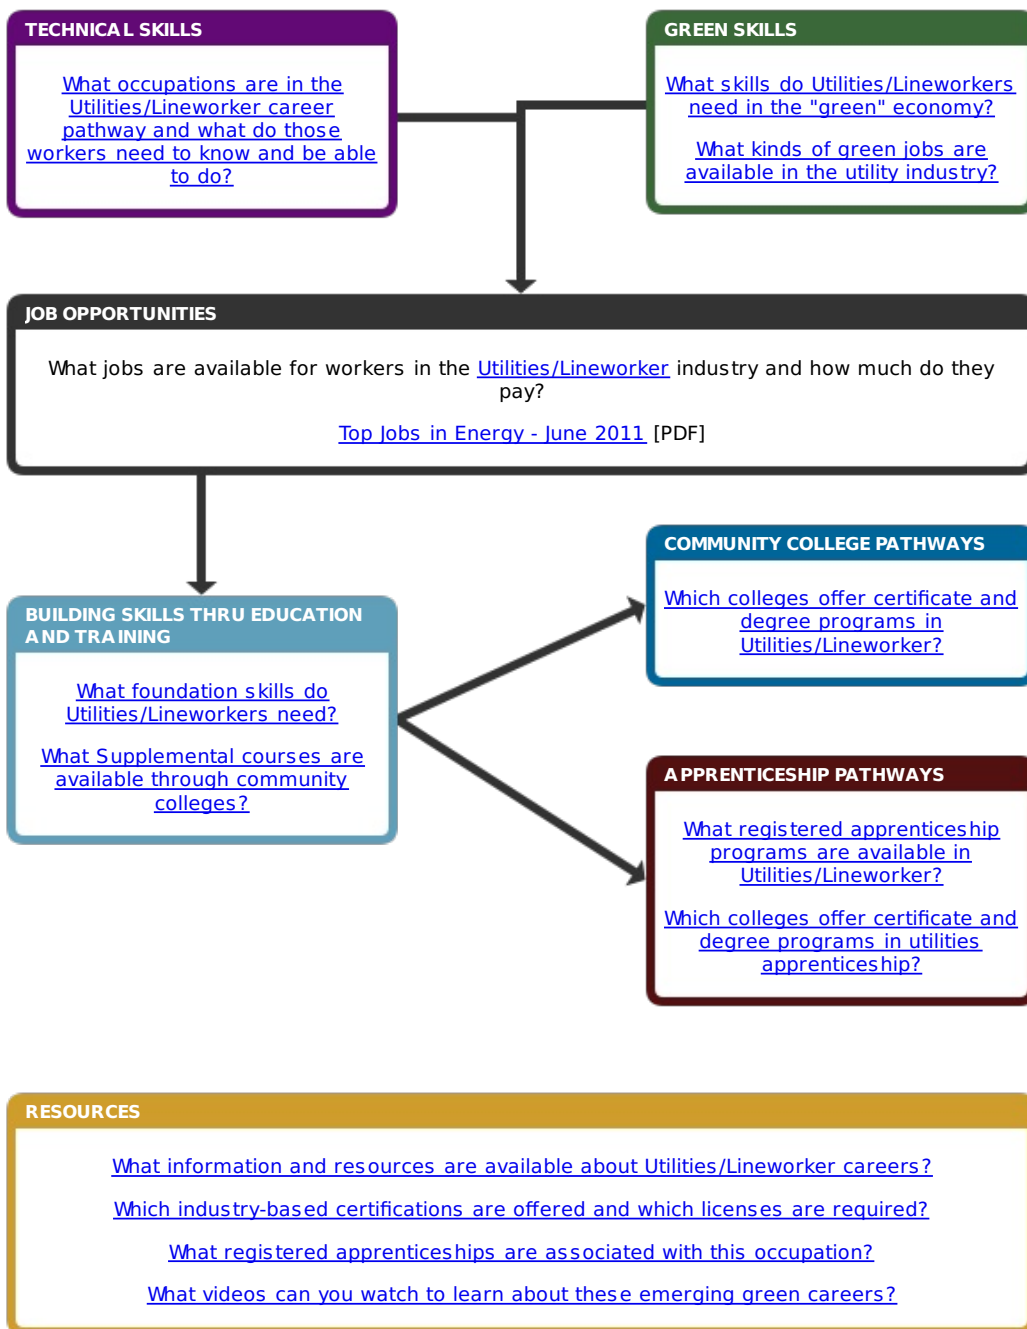 TECHNICAL SKILLS
What occupations are in the
Utilities/Lineworker career
pathway and what do those
workers need to know and be able
to do?
GREEN SKILLS
What skills do Utilities/Lineworkers
need in the "green" economy?
What kinds of green jobs are
available in the utility industry?
JOB OPPORTUNITIES
What jobs are available for workers in the Utilities/Lineworker industry and how much do they
pay?
Top Jobs in Energy - June 2011 [PDF]
BUILDING SKILLS THRU EDUCATION
AND TRAINING
What foundation skills do
Utilities/Lineworkers need?
What Supplemental courses are
available through community
colleges?
COMMUNITY COLLEGE PATHWAYS
Which colleges offer certificate and
degree programs in
Utilities/Lineworker?
APPRENTICESHIP PATHWAYS
What registered apprenticeship
programs are available in
Utilities/Lineworker?
Which colleges offer certificate and
degree programs in utilities
apprenticeship?
RESOURCES
What information and resources are available about Utilities/Lineworker careers?
Which industry-based certifications are offered and which licenses are required?
What registered apprenticeships are associated with this occupation?
What videos can you watch to learn about these emerging green careers?